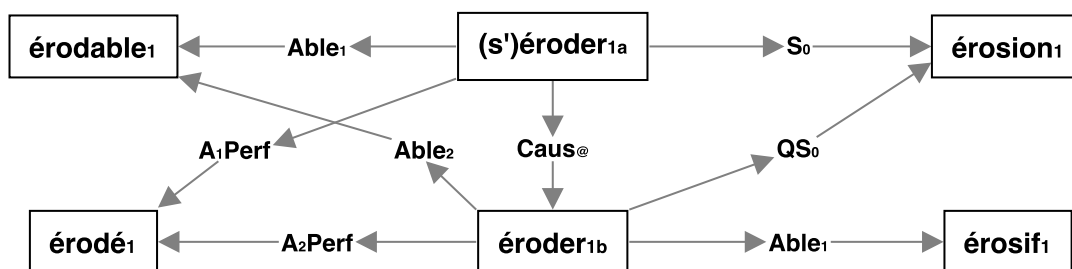 érodable1 Able1 (s')éroder1a S0 érosion1
A1Perf Able2 Caus@ QS0
érodé1 A2Perf éroder1b Able1 érosif1